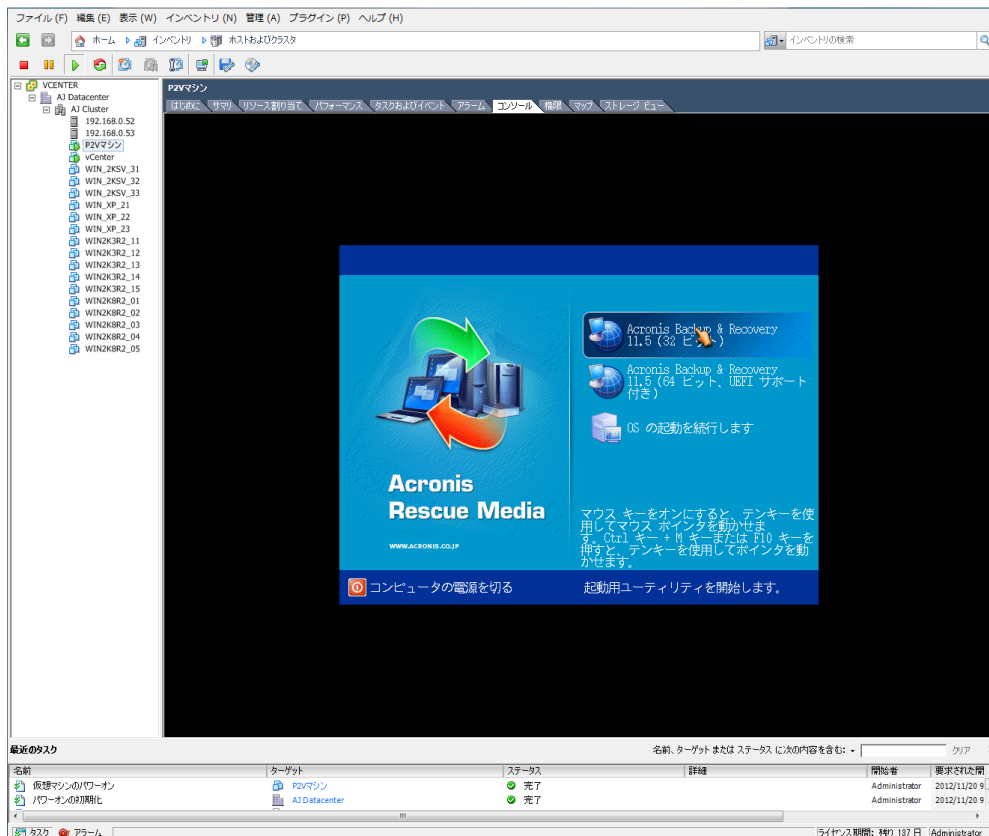 ファイル (F) 編集 (E) 表示 (W) インベントリ (N) 管理 (A) プラグイン (P) ヘルプ (H)
ホーム インベントリ ホストおよびクラスタ インベントリの検索
VCENTER
AJ Datacenter
AJ Cluster
192.168.0.52
192.168.0.53
P2Vマシン
vCenter
WIN_2KSV_31
WIN_2KSV_32
WIN_2KSV_33
WIN_XP_21
WIN_XP_22
WIN_XP_23
WIN2K3R2_11
WIN2K3R2_12
WIN2K3R2_13
WIN2K3R2_14
WIN2K3R2_15
WIN2K8R2_01
WIN2K8R2_02
WIN2K8R2_03
WIN2K8R2_04
WIN2K8R2_05
P2Vマシン
はじめに サマリ リソース割り当て パフォーマンス タスクおよびイベント アラーム コンソール 権限 マップ ストレージ ビュー
Acronis Backup & Recovery
11.5 (32 ビット)
Acronis Backup & Recovery
11.5 (64 ビット、UEFI サポート
付き)
OS の起動を続行します
Acronis
Rescue Media
WWW.ACRONIS.CO.JP
マウス キーをオンにすると、テンキーを使
用してマウス ポインタを動かせま
す。Ctrl キー + M キーまたは F10 キーを
押すと、テンキーを使用してポインタを動
かせます。
コンピュータの電源を切る 起動用ユーティリティを開始します。
最近のタスク 名前、ターゲット または ステータス に次の内容を含む: クリア
名前 ターゲット ステータス 詳細 開始者 要求された開
仮想マシンのパワーオン P2Vマシン 完了 Administrator 2012/11/20 9
パワーオンの初期化 AJ Datacenter 完了 Administrator 2012/11/20 9
タスク アラーム ライセンス期間: 残り 187 日 Administrator